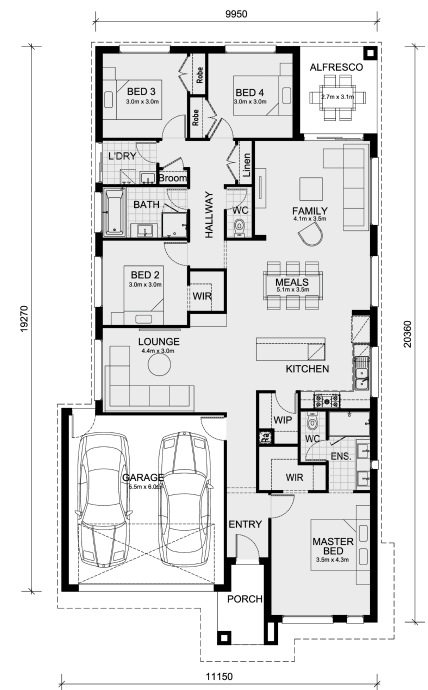 9950
ALFRESCO
2.7m x 3.1m
BED 3
3.0m x 3.0m
Robe
BED 4
3.0m x 3.0m
Robe
L'DRY
Broom
Linen
BATH
HALLWAY
WC
FAMILY
4.1m x 3.5m
BED 2
3.0m x 3.0m
WIR
MEALS
5.1m x 3.5m
19270
20360
LOUNGE
4.4m x 3.0m
KITCHEN
WIP
Ra
WC
ENS.
GARAGE
5.5m x 6.0m
WIR
ENTRY
MASTER
BED
3.5m x 4.3m
PORCH
11150